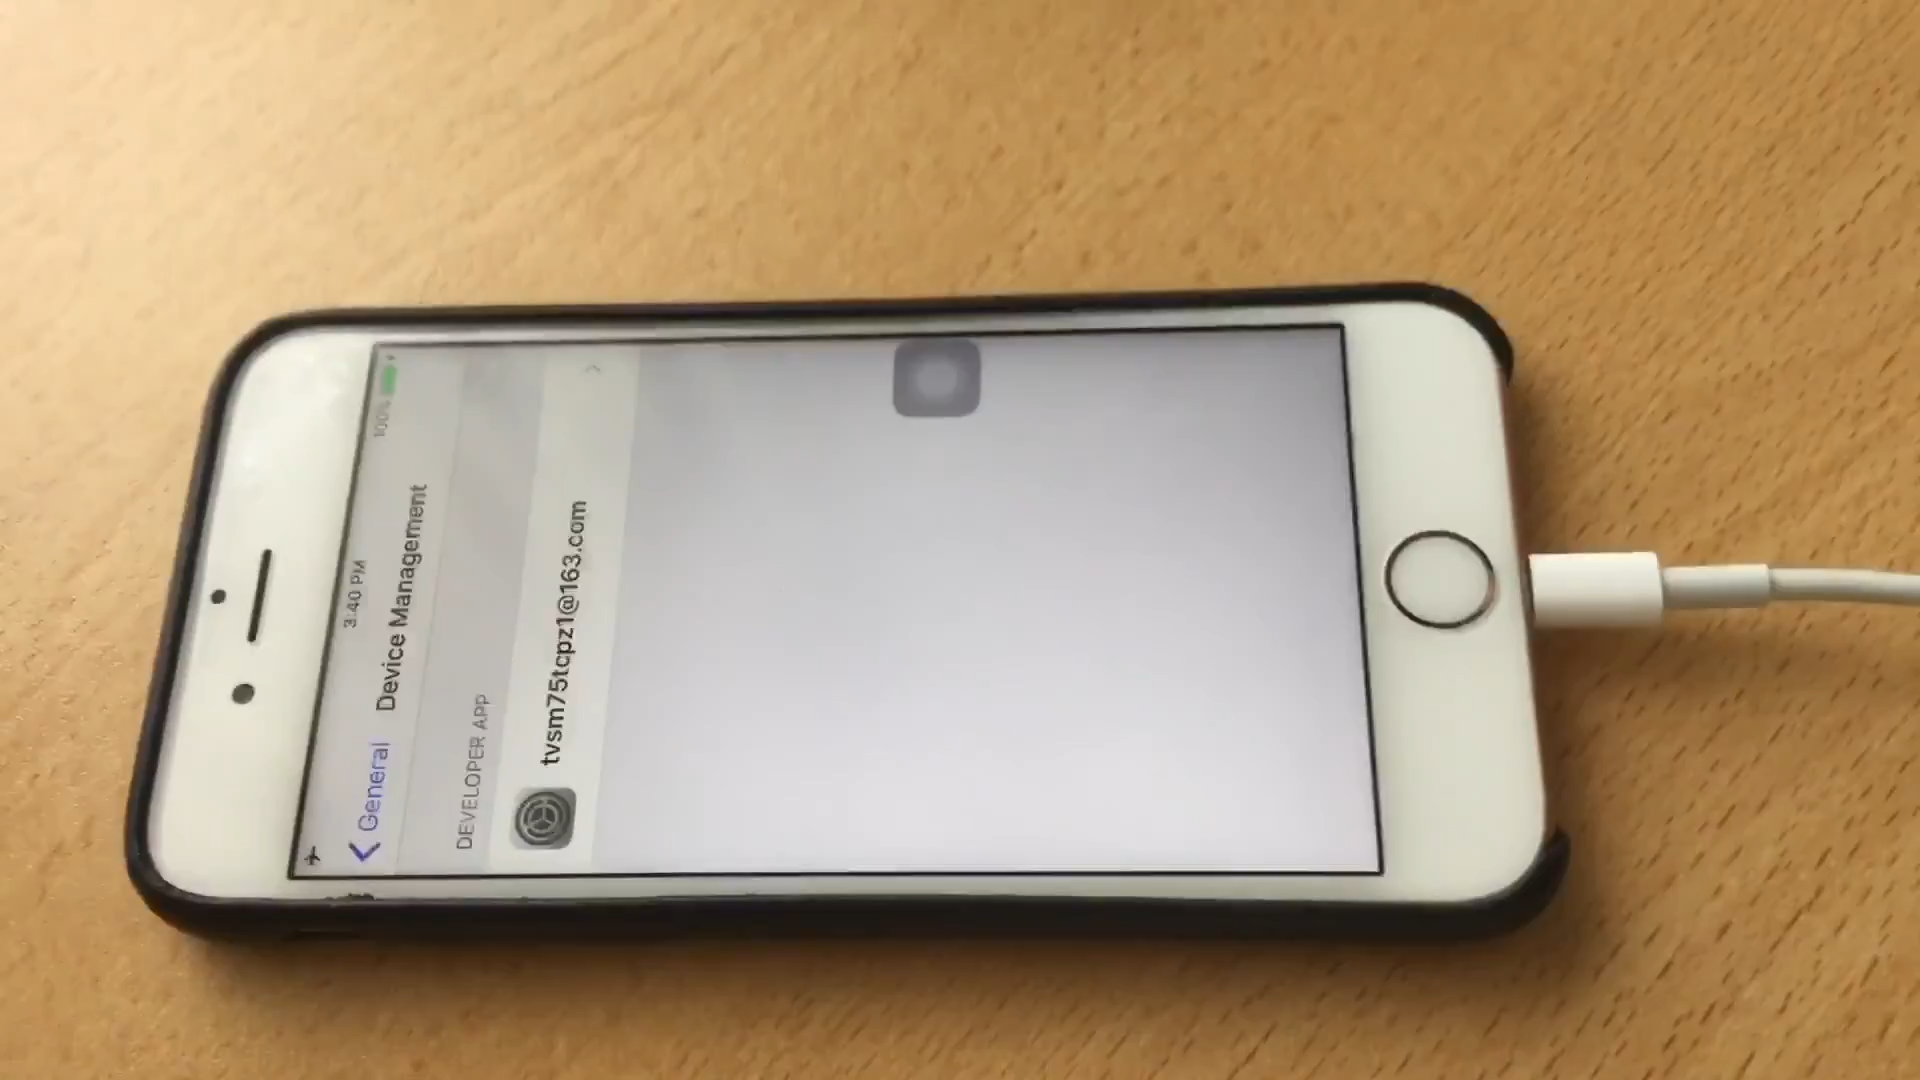 3:40 PM
100%
General
Device Management
DEVELOPER APP
tvsm75tcpz1@163.com